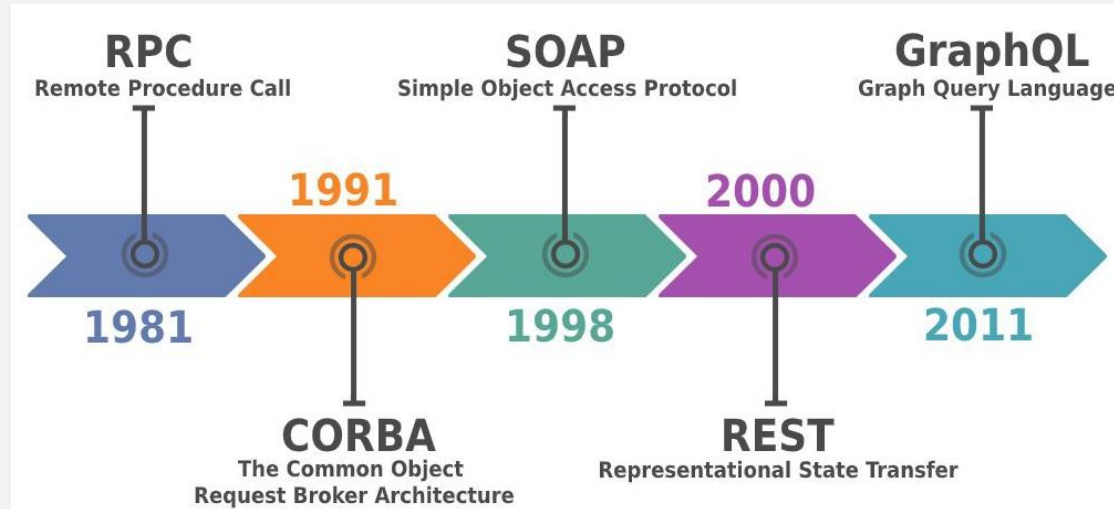 RPC
Remote Procedure Call
1981
1991
CORBA
The Common Object
Request Broker Architecture
SOAP
Simple Object Access Protocol
1998
2000
REST
Representational State Transfer
GraphQL
Graph Query Language
2011